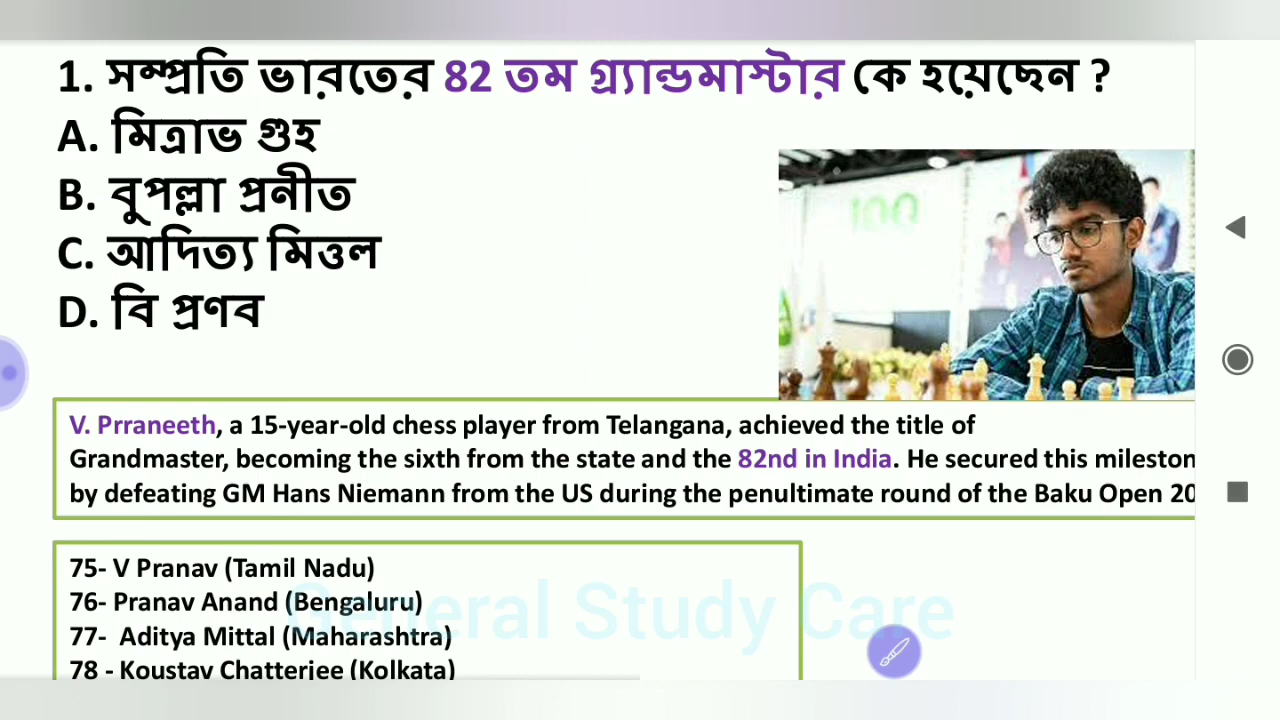 1. সম্প্রতি ভারতের 82 তম গ্র্যান্ডমাস্টার কে হয়েছেন ?
A. মিত্রাভ গুহ
B. বুপল্লা প্রনীত
C. আদিত্য মিত্তল
D. বি প্রণব
100
V. Prraneeth, a 15-year-old chess player from Telangana, achieved the title of
Grandmaster, becoming the sixth from the state and the 82nd in India. He secured this mileston
by defeating GM Hans Niemann from the US during the penultimate round of the Baku Open 20
75- V Pranav (Tamil Nadu)
76- Pranav Anand (Bengaluru)
77- Aditya Mittal (Maharashtra)
78 - Koustav Chatterjee (Kolkata)
General Study Care